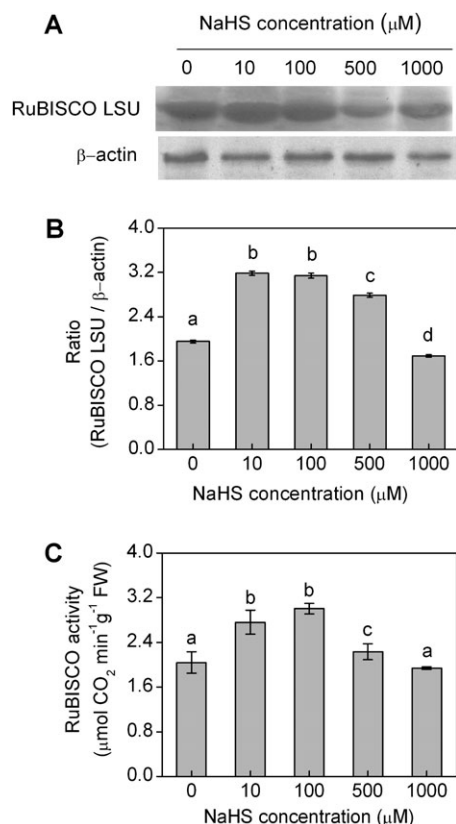 A
NaHS concentration (μM)
0 10 100 500 1000
RuBISCO LSU
β–actin
B
Ratio
(RuBISCO LSU / β–actin)
4.0
3.2
2.4
1.6
0.8
0.0
a b b c d
0 10 100 500 1000
NaHS concentration (μM)
C
RuBISCO activity
(μmol CO₂ min⁻¹g⁻¹ FW)
4.0
3.2
2.4
1.6
0.8
0.0
a b b c a
0 10 100 500 1000
NaHS concentration (μM)